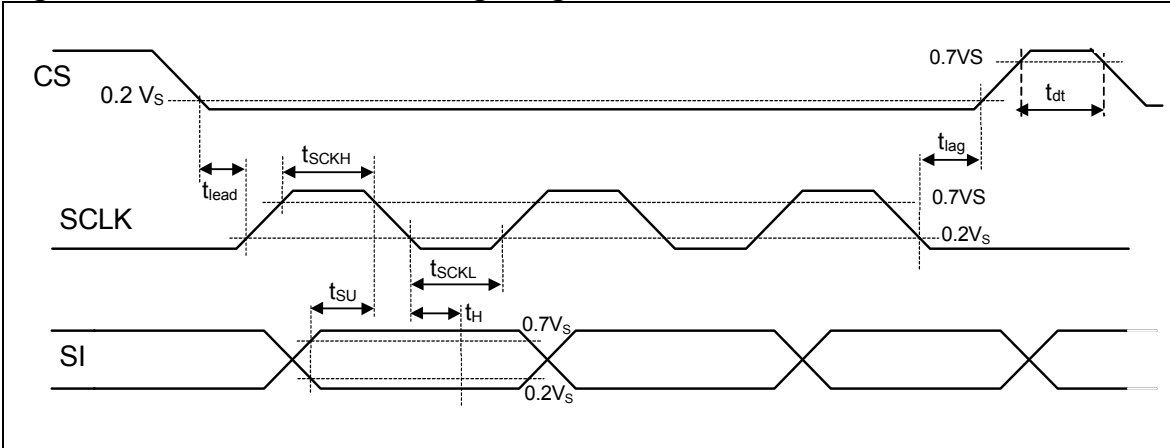 CS
0.2 VS
0.7VS
tdt
tlag
tlead
tSCKH
SCLK
0.7VS
0.2VS
tSCKL
tSU
tH
0.7VS
SI
0.2VS